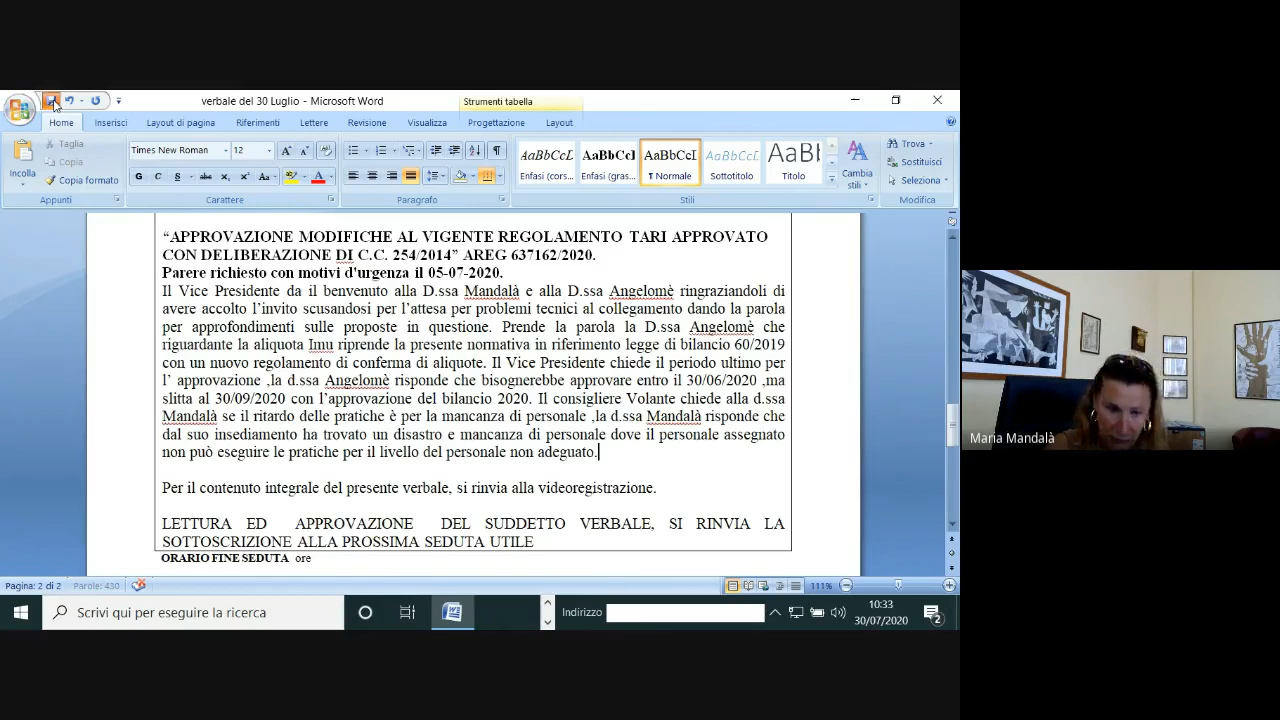 verbale del 30 Luglio - Microsoft Word
Strumenti tabella
Home Inserisci Layout di pagina Riferimenti Lettere Revisione Visualizza Progettazione Layout
Incolla
Taglia
Copia
Copia formato
Appunti
Times New Roman 12
G C S abc x₂ x² Aa
Carattere
Paragrafo
AaBbCcL AaBbCcI AaBbCcI AaBbCcL AaBl
Enfasi (cors... Enfasi (gras... ¶ Normale Sottotitolo Titolo
Cambia
stili
Stili
Trova
Sostituisci
Seleziona
Modifica
“APPROVAZIONE MODIFICHE AL VIGENTE REGOLAMENTO TARI APPROVATO
CON DELIBERAZIONE DI C.C. 254/2014” AREG 637162/2020.
Parere richiesto con motivi d'urgenza il 05-07-2020.
Il Vice Presidente da il benvenuto alla D.ssa Mandalà e alla D.ssa Angelomè ringraziandoli di
avere accolto l’invito scusandosi per l’attesa per problemi tecnici al collegamento dando la parola
per approfondimenti sulle proposte in questione. Prende la parola la D.ssa Angelomè che
riguardante la aliquota Imu riprende la presente normativa in riferimento legge di bilancio 60/2019
con un nuovo regolamento di conferma di aliquote. Il Vice Presidente chiede il periodo ultimo per
l’ approvazione ,la d.ssa Angelomè risponde che bisognerebbe approvare entro il 30/06/2020 ,ma
slitta al 30/09/2020 con l’approvazione del bilancio 2020. Il consigliere Volante chiede alla d.ssa
Mandalà se il ritardo delle pratiche è per la mancanza di personale ,la d.ssa Mandalà risponde che
dal suo insediamento ha trovato un disastro e mancanza di personale dove il personale assegnato
non può eseguire le pratiche per il livello del personale non adeguato.
Per il contenuto integrale del presente verbale, si rinvia alla videoregistrazione.
LETTURA ED APPROVAZIONE DEL SUDDETTO VERBALE, SI RINVIA LA
SOTTOSCRIZIONE ALLA PROSSIMA SEDUTA UTILE
ORARIO FINE SEDUTA ore
Pagina: 2 di 2 Parole: 430 111%
Scrivi qui per eseguire la ricerca
Indirizzo
10:33
30/07/2020
2
Maria Mandalà